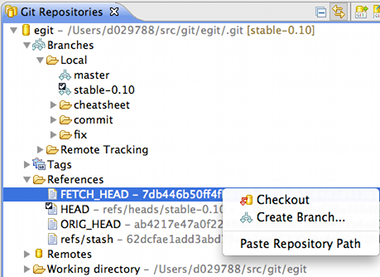 Git Repositories
egit – /Users/d029788/src/git/egit/.git [stable-0.10]
Branches
Local
master
stable-0.10
cheatsheet
commit
fix
Remote Tracking
Tags
References
FETCH_HEAD – 7db446b50ff4f
HEAD – refs/heads/stable-0.10
ORIG_HEAD – ab4217e47a0f22
refs/stash – 62dcfae1add3abd
Checkout
Create Branch...
Paste Repository Path
Remotes
Working directory – /Users/d029788/src/git/egit